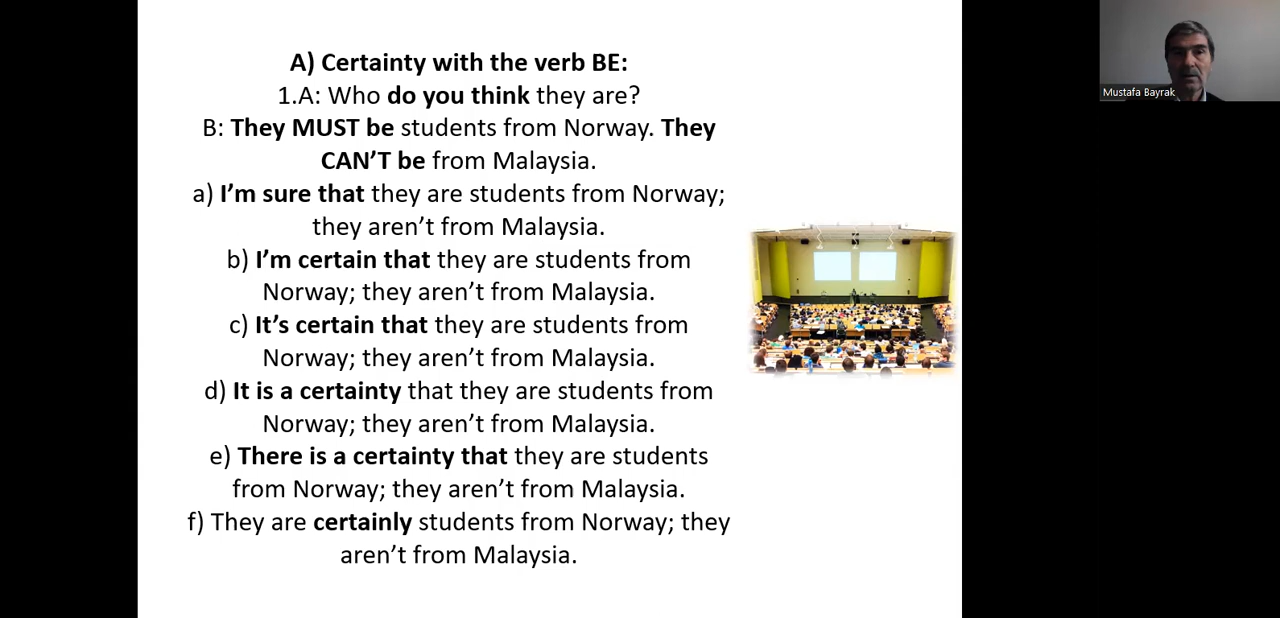 A) Certainty with the verb BE:
1.A: Who do you think they are?
B: They MUST be students from Norway. They
CAN’T be from Malaysia.
a) I’m sure that they are students from Norway;
they aren’t from Malaysia.
b) I’m certain that they are students from
Norway; they aren’t from Malaysia.
c) It’s certain that they are students from
Norway; they aren’t from Malaysia.
d) It is a certainty that they are students from
Norway; they aren’t from Malaysia.
e) There is a certainty that they are students
from Norway; they aren’t from Malaysia.
f) They are certainly students from Norway; they
aren’t from Malaysia.
Mustafa Bayrak